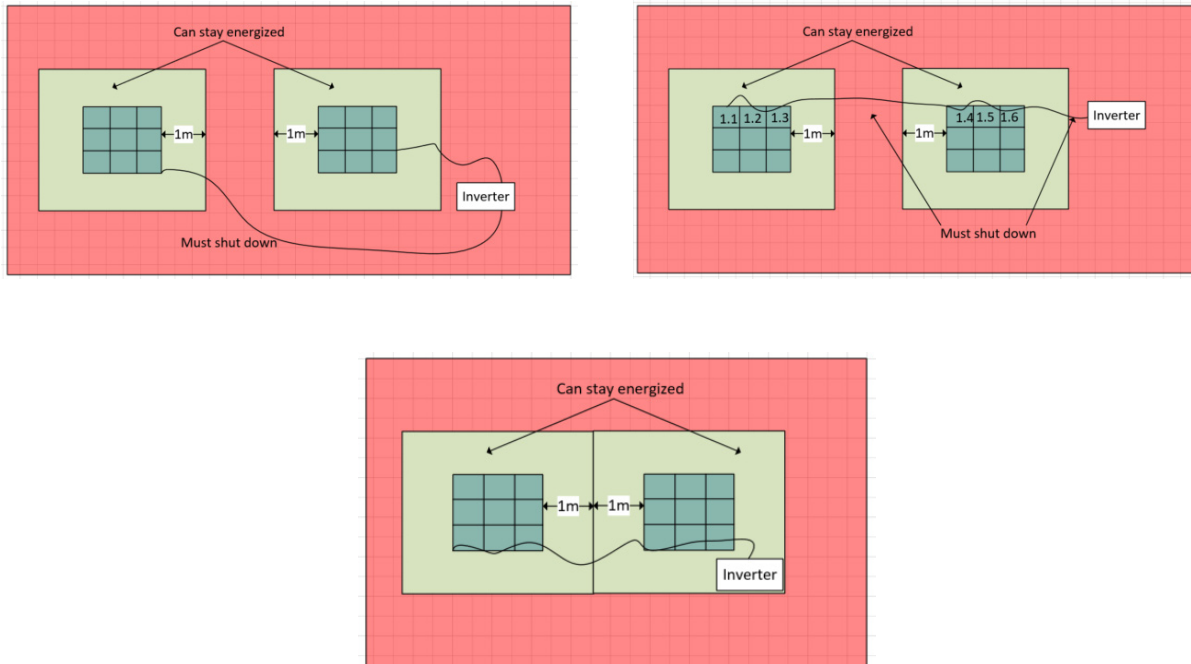 Can stay energized
1m
1m
Inverter
Must shut down
Can stay energized
1.1 1.2 1.3
1.4 1.5 1.6
Inverter
1m
1m
Must shut down
Can stay energized
1m
1m
Inverter